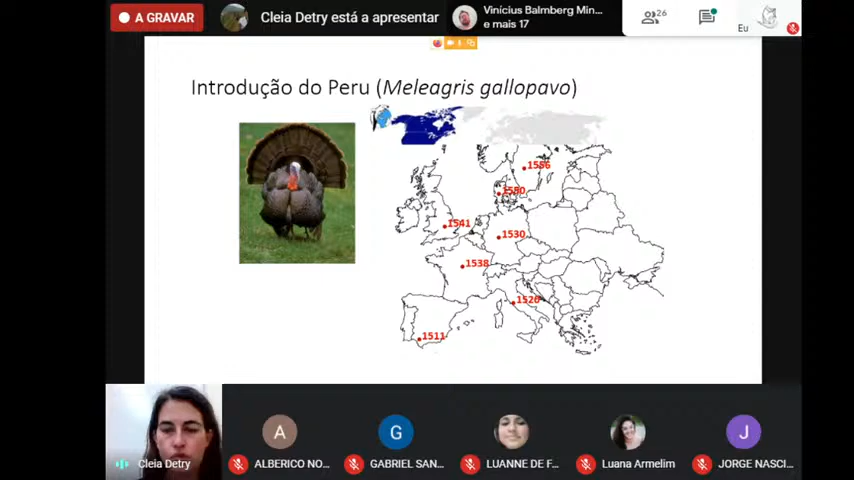 A GRAVAR
Cleia Detry está a apresentar
Vinícius Balmberg Min...
e mais 17
26
Eu
Introdução do Peru (Meleagris gallopavo)
1556
1550
1541
1530
1538
1520
1511
Cleia Detry
ALBERICO NO...
GABRIEL SAN...
LUANNE DE F...
Luana Armelim
JORGE NASCI...
A
G
J